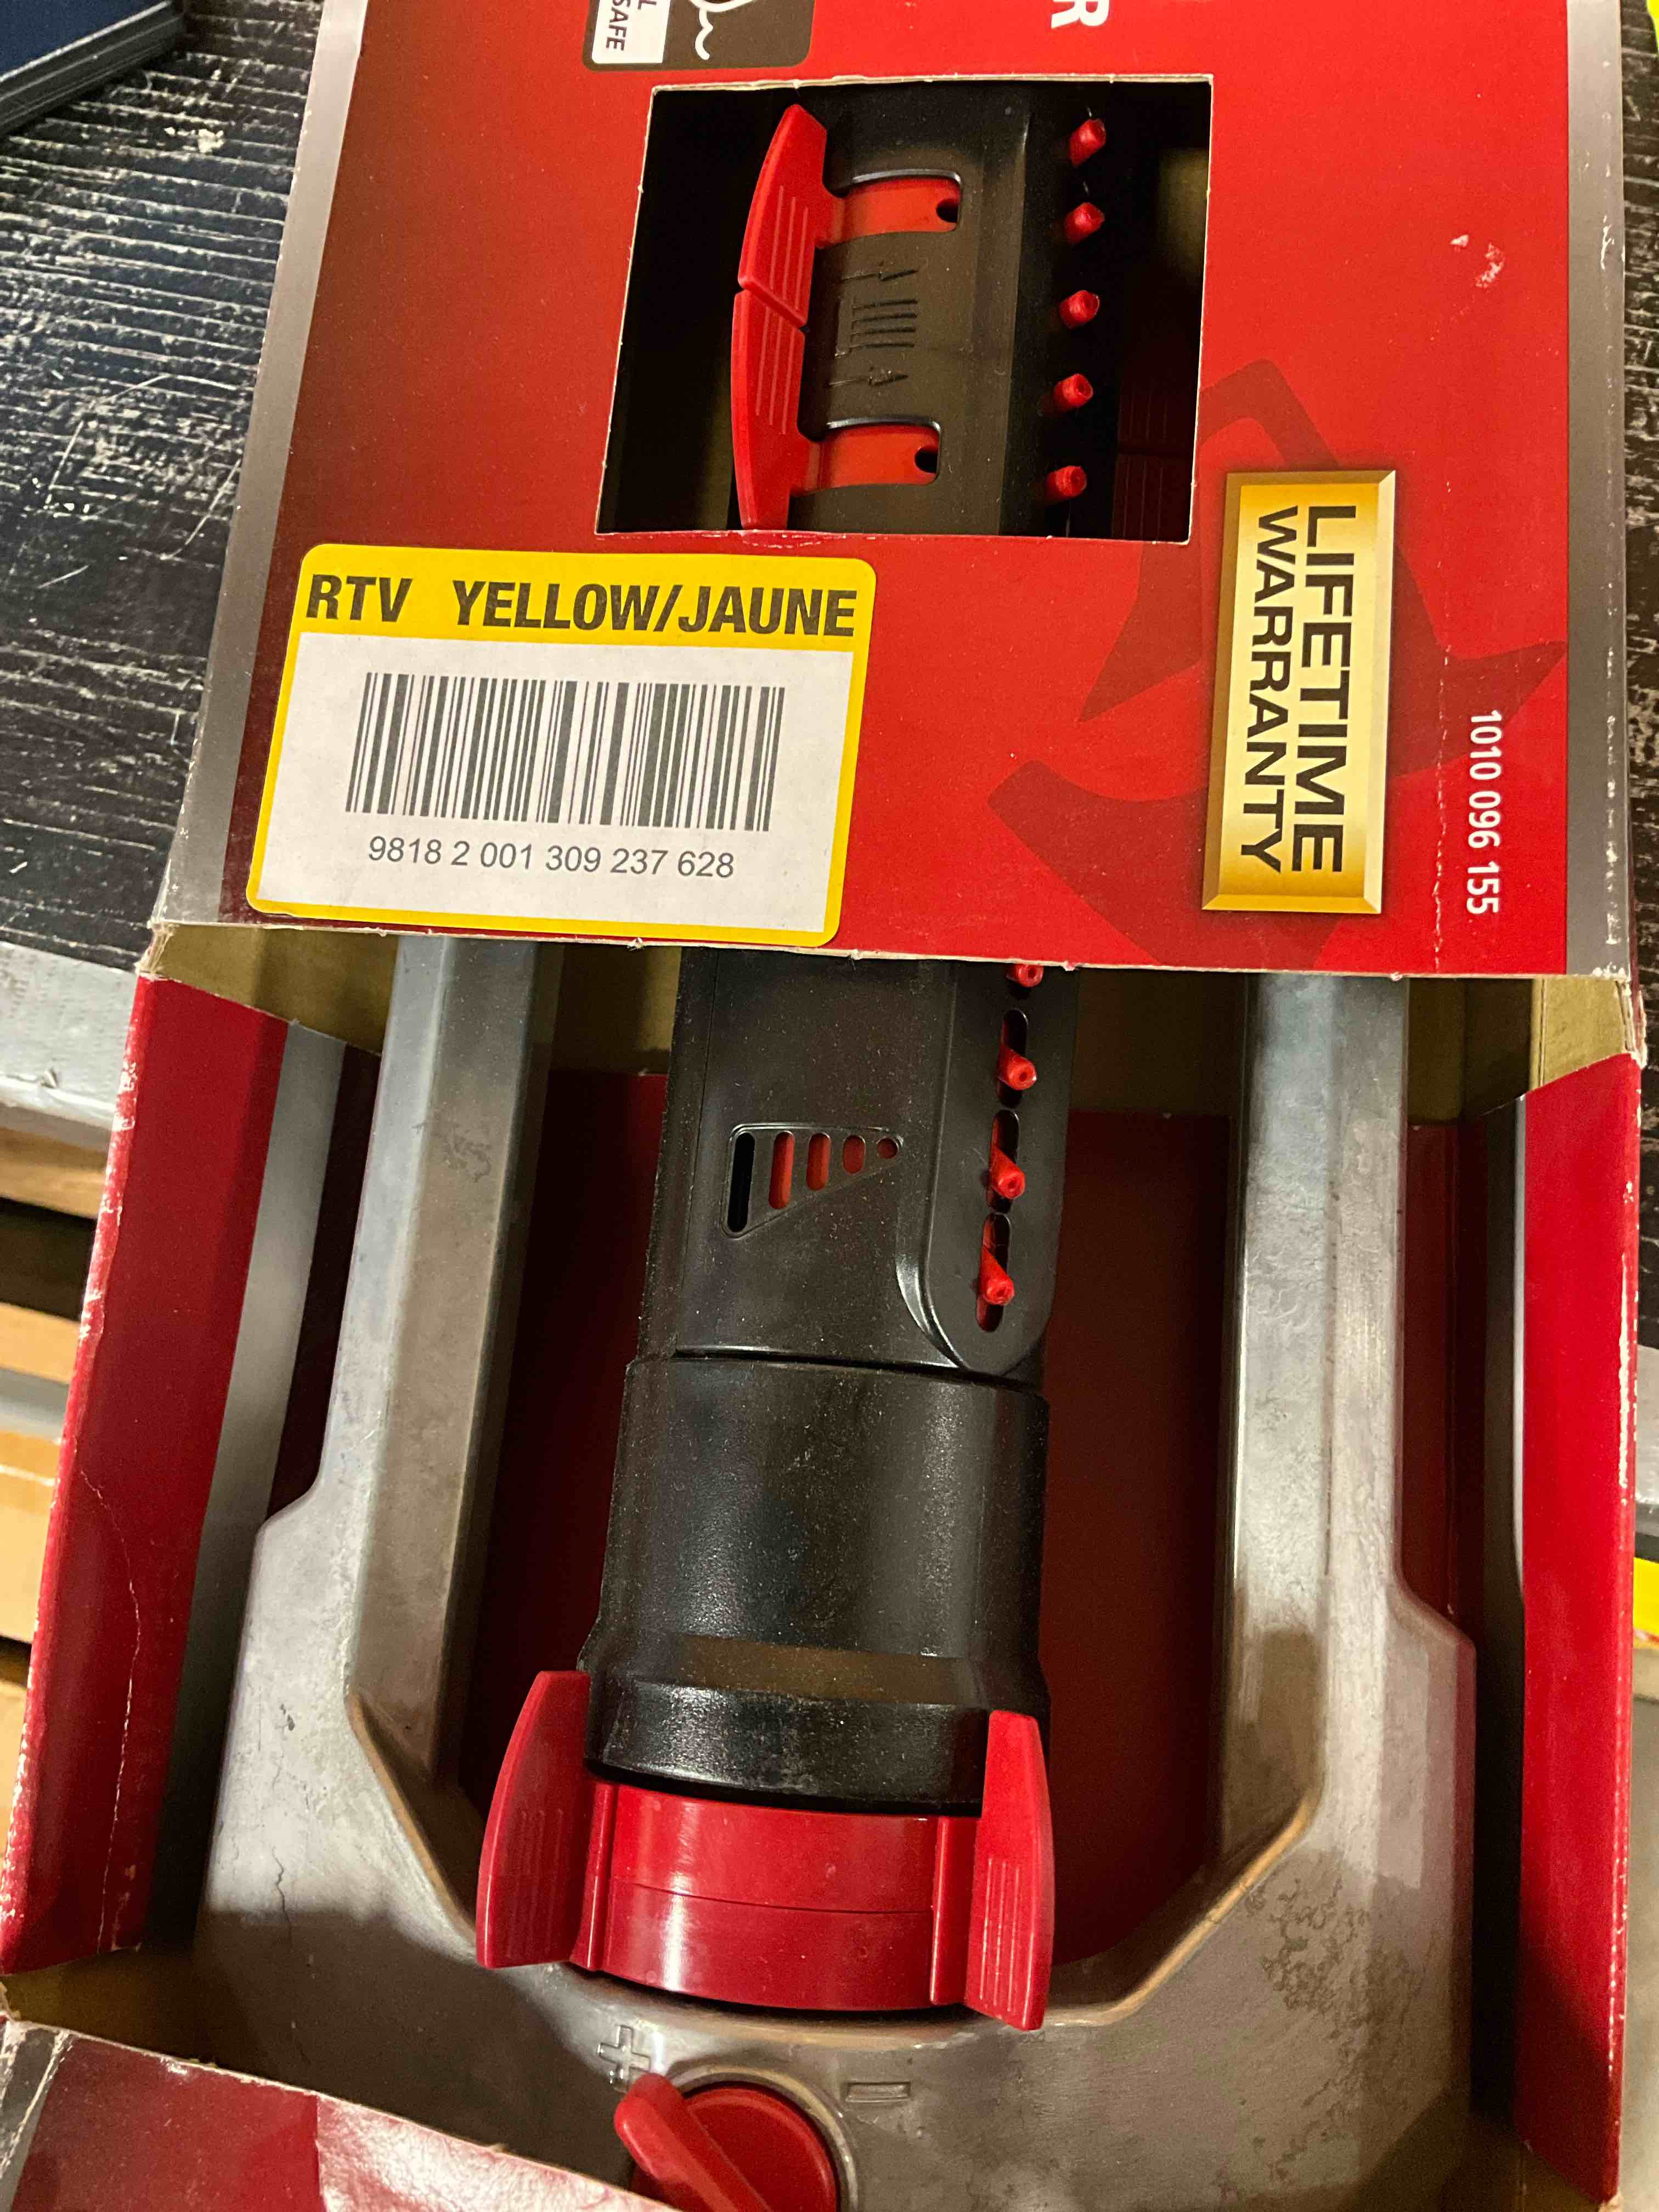 L
SAFE
R
RTV YELLOW/JAUNE
9818 2 001 309 237 628
LIFETIME
WARRANTY
1010 096 155
+
-